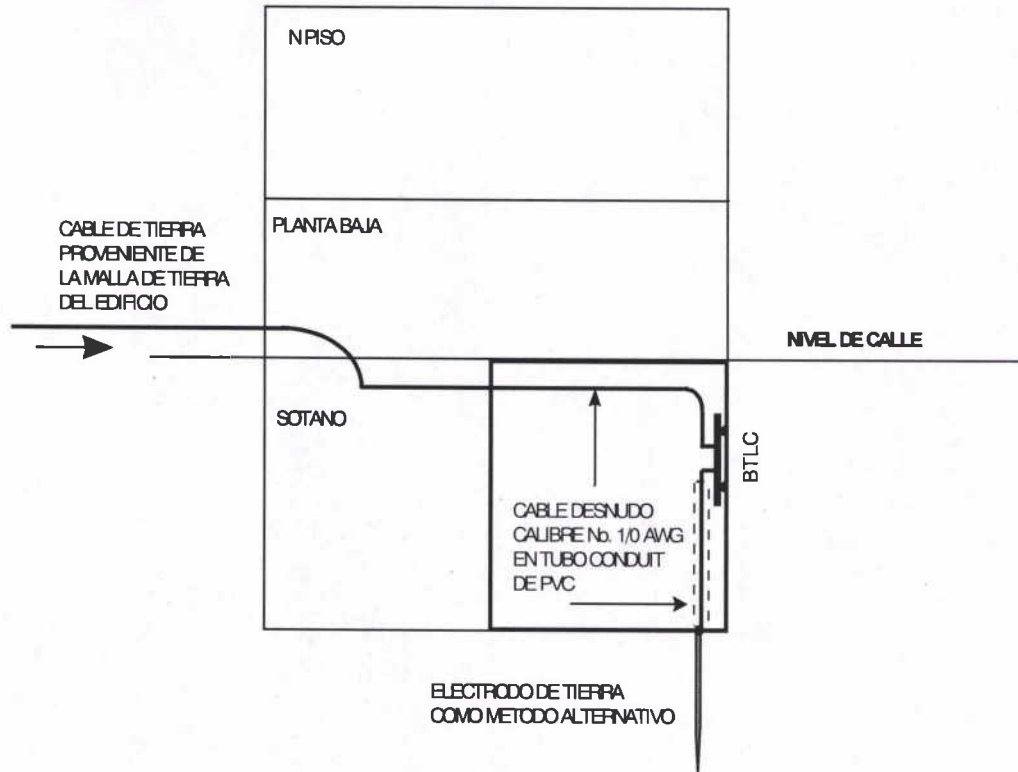 N PISO
PLANTA BAJA
CABLE DE TIERRA
PROVENIENTE DE
LA MALLA DE TIERRA
DEL EDIFICIO
NIVEL DE CALLE
SOTANO
BTLC
CABLE DESNUDO
CALIBRE No. 1/0 AWG
EN TUBO CONDUIT
DE PVC
ELECTRODO DE TIERRA
COMO METODO ALTERNATIVO